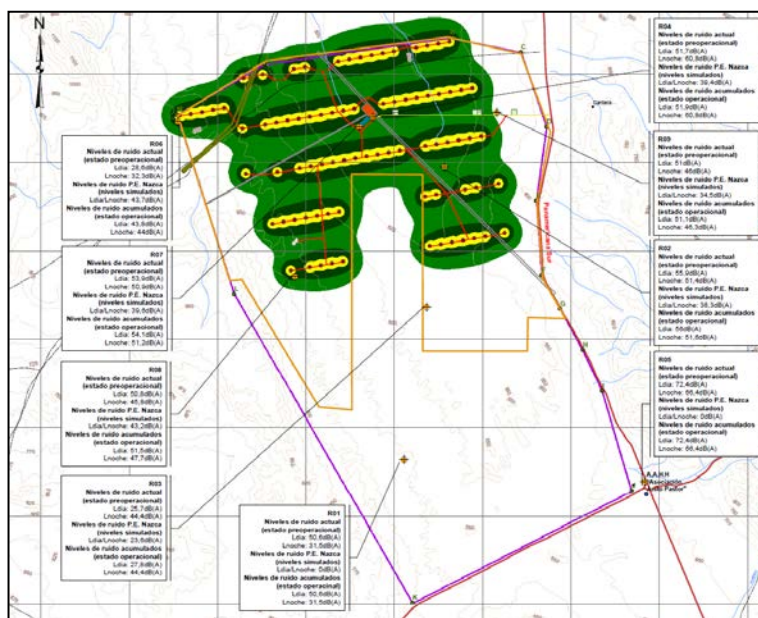 N
R04
Niveles de ruido actual
(estado preoperacional)
Ldia: 51,7dB(A)
Lnoche: 60,8dB(A)
Niveles de ruido P.E. Nazca
(niveles simulados)
Ldia/Lnoche: 39,4dB(A)
Niveles de ruido acumulados
(estado operacional)
Ldia: 51,9dB(A)
Lnoche: 60,8dB(A)
R09
Niveles de ruido actual
(estado preoperacional)
Ldia: 51dB(A)
Lnoche: 46dB(A)
Niveles de ruido P.E. Nazca
(niveles simulados)
Ldia/Lnoche: 34,5dB(A)
Niveles de ruido acumulados
(estado operacional)
Ldia: 51,1dB(A)
Lnoche: 46,3dB(A)
R02
Niveles de ruido actual
(estado preoperacional)
Ldia: 55,9dB(A)
Lnoche: 51,4dB(A)
Niveles de ruido P.E. Nazca
(niveles simulados)
Ldia/Lnoche: 38,3dB(A)
Niveles de ruido acumulados
(estado operacional)
Ldia: 56dB(A)
Lnoche: 51,6dB(A)
R05
Niveles de ruido actual
(estado preoperacional)
Ldia: 72,4dB(A)
Lnoche: 66,4dB(A)
Niveles de ruido P.E. Nazca
(niveles simulados)
Ldia/Lnoche: 0dB(A)
Niveles de ruido acumulados
(estado operacional)
Ldia: 72,4dB(A)
Lnoche: 66,4dB(A)
R06
Niveles de ruido actual
(estado preoperacional)
Ldia: 28,6dB(A)
Lnoche: 32,3dB(A)
Niveles de ruido P.E. Nazca
(niveles simulados)
Ldia/Lnoche: 43,7dB(A)
Niveles de ruido acumulados
(estado operacional)
Ldia: 43,8dB(A)
Lnoche: 44dB(A)
R07
Niveles de ruido actual
(estado preoperacional)
Ldia: 53,9dB(A)
Lnoche: 50,9dB(A)
Niveles de ruido P.E. Nazca
(niveles simulados)
Ldia/Lnoche: 39,6dB(A)
Niveles de ruido acumulados
(estado operacional)
Ldia: 54,1dB(A)
Lnoche: 51,2dB(A)
R08
Niveles de ruido actual
(estado preoperacional)
Ldia: 50,8dB(A)
Lnoche: 45,8dB(A)
Niveles de ruido P.E. Nazca
(niveles simulados)
Ldia/Lnoche: 43,2dB(A)
Niveles de ruido acumulados
(estado operacional)
Ldia: 51,5dB(A)
Lnoche: 47,7dB(A)
R03
Niveles de ruido actual
(estado preoperacional)
Ldia: 25,7dB(A)
Lnoche: 44,4dB(A)
Niveles de ruido P.E. Nazca
(niveles simulados)
Ldia/Lnoche: 23,6dB(A)
Niveles de ruido acumulados
(estado operacional)
Ldia: 27,8dB(A)
Lnoche: 44,4dB(A)
R01
Niveles de ruido actual
(estado preoperacional)
Ldia: 50,6dB(A)
Lnoche: 31,5dB(A)
Niveles de ruido P.E. Nazca
(niveles simulados)
Ldia/Lnoche: 0dB(A)
Niveles de ruido acumulados
(estado operacional)
Ldia: 50,6dB(A)
Lnoche: 31,5dB(A)
Cantera
Panamericana Sur
C
K
A.A.H.H
Asociación
Pastor"